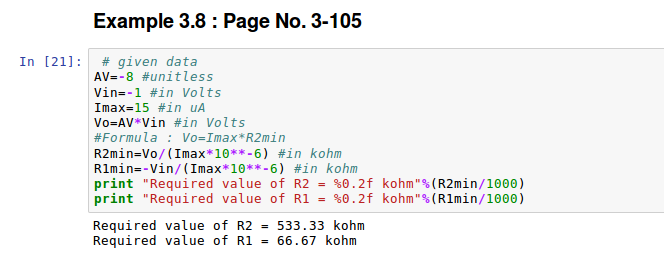 Example 3.8 : Page No. 3-105
In [21]:
# given data
AV=-8 #unitless
Vin=-1 #in Volts
Imax=15 #in uA
Vo=AV*Vin #in Volts
#Formula : Vo=Imax*R2min
R2min=Vo/(Imax*10**-6) #in kohm
R1min=-Vin/(Imax*10**-6) #in kohm
print "Required value of R2 = %0.2f kohm"%(R2min/1000)
print "Required value of R1 = %0.2f kohm"%(R1min/1000)
Required value of R2 = 533.33 kohm
Required value of R1 = 66.67 kohm